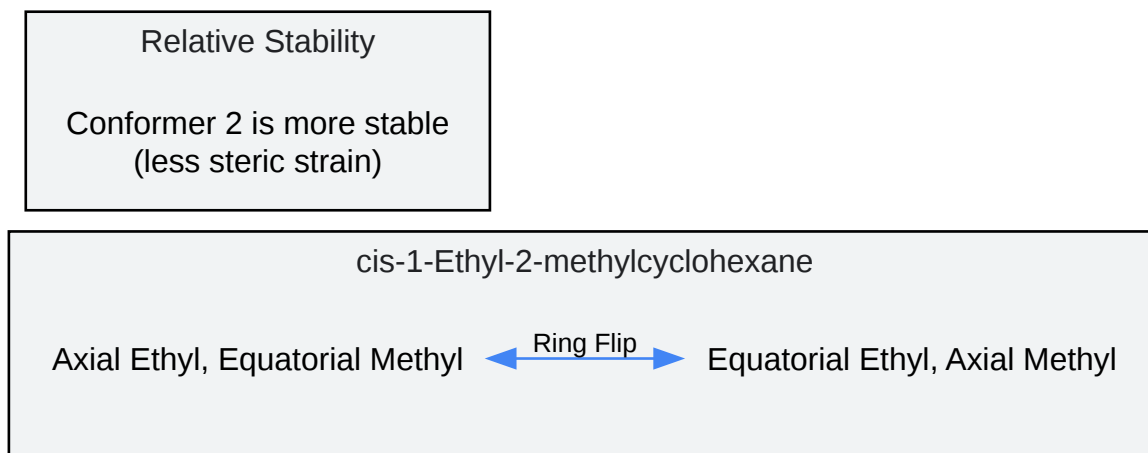 Relative Stability
Conformer 2 is more stable
(less steric strain)
cis-1-Ethyl-2-methylcyclohexane
Axial Ethyl, Equatorial Methyl
Ring Flip
Equatorial Ethyl, Axial Methyl